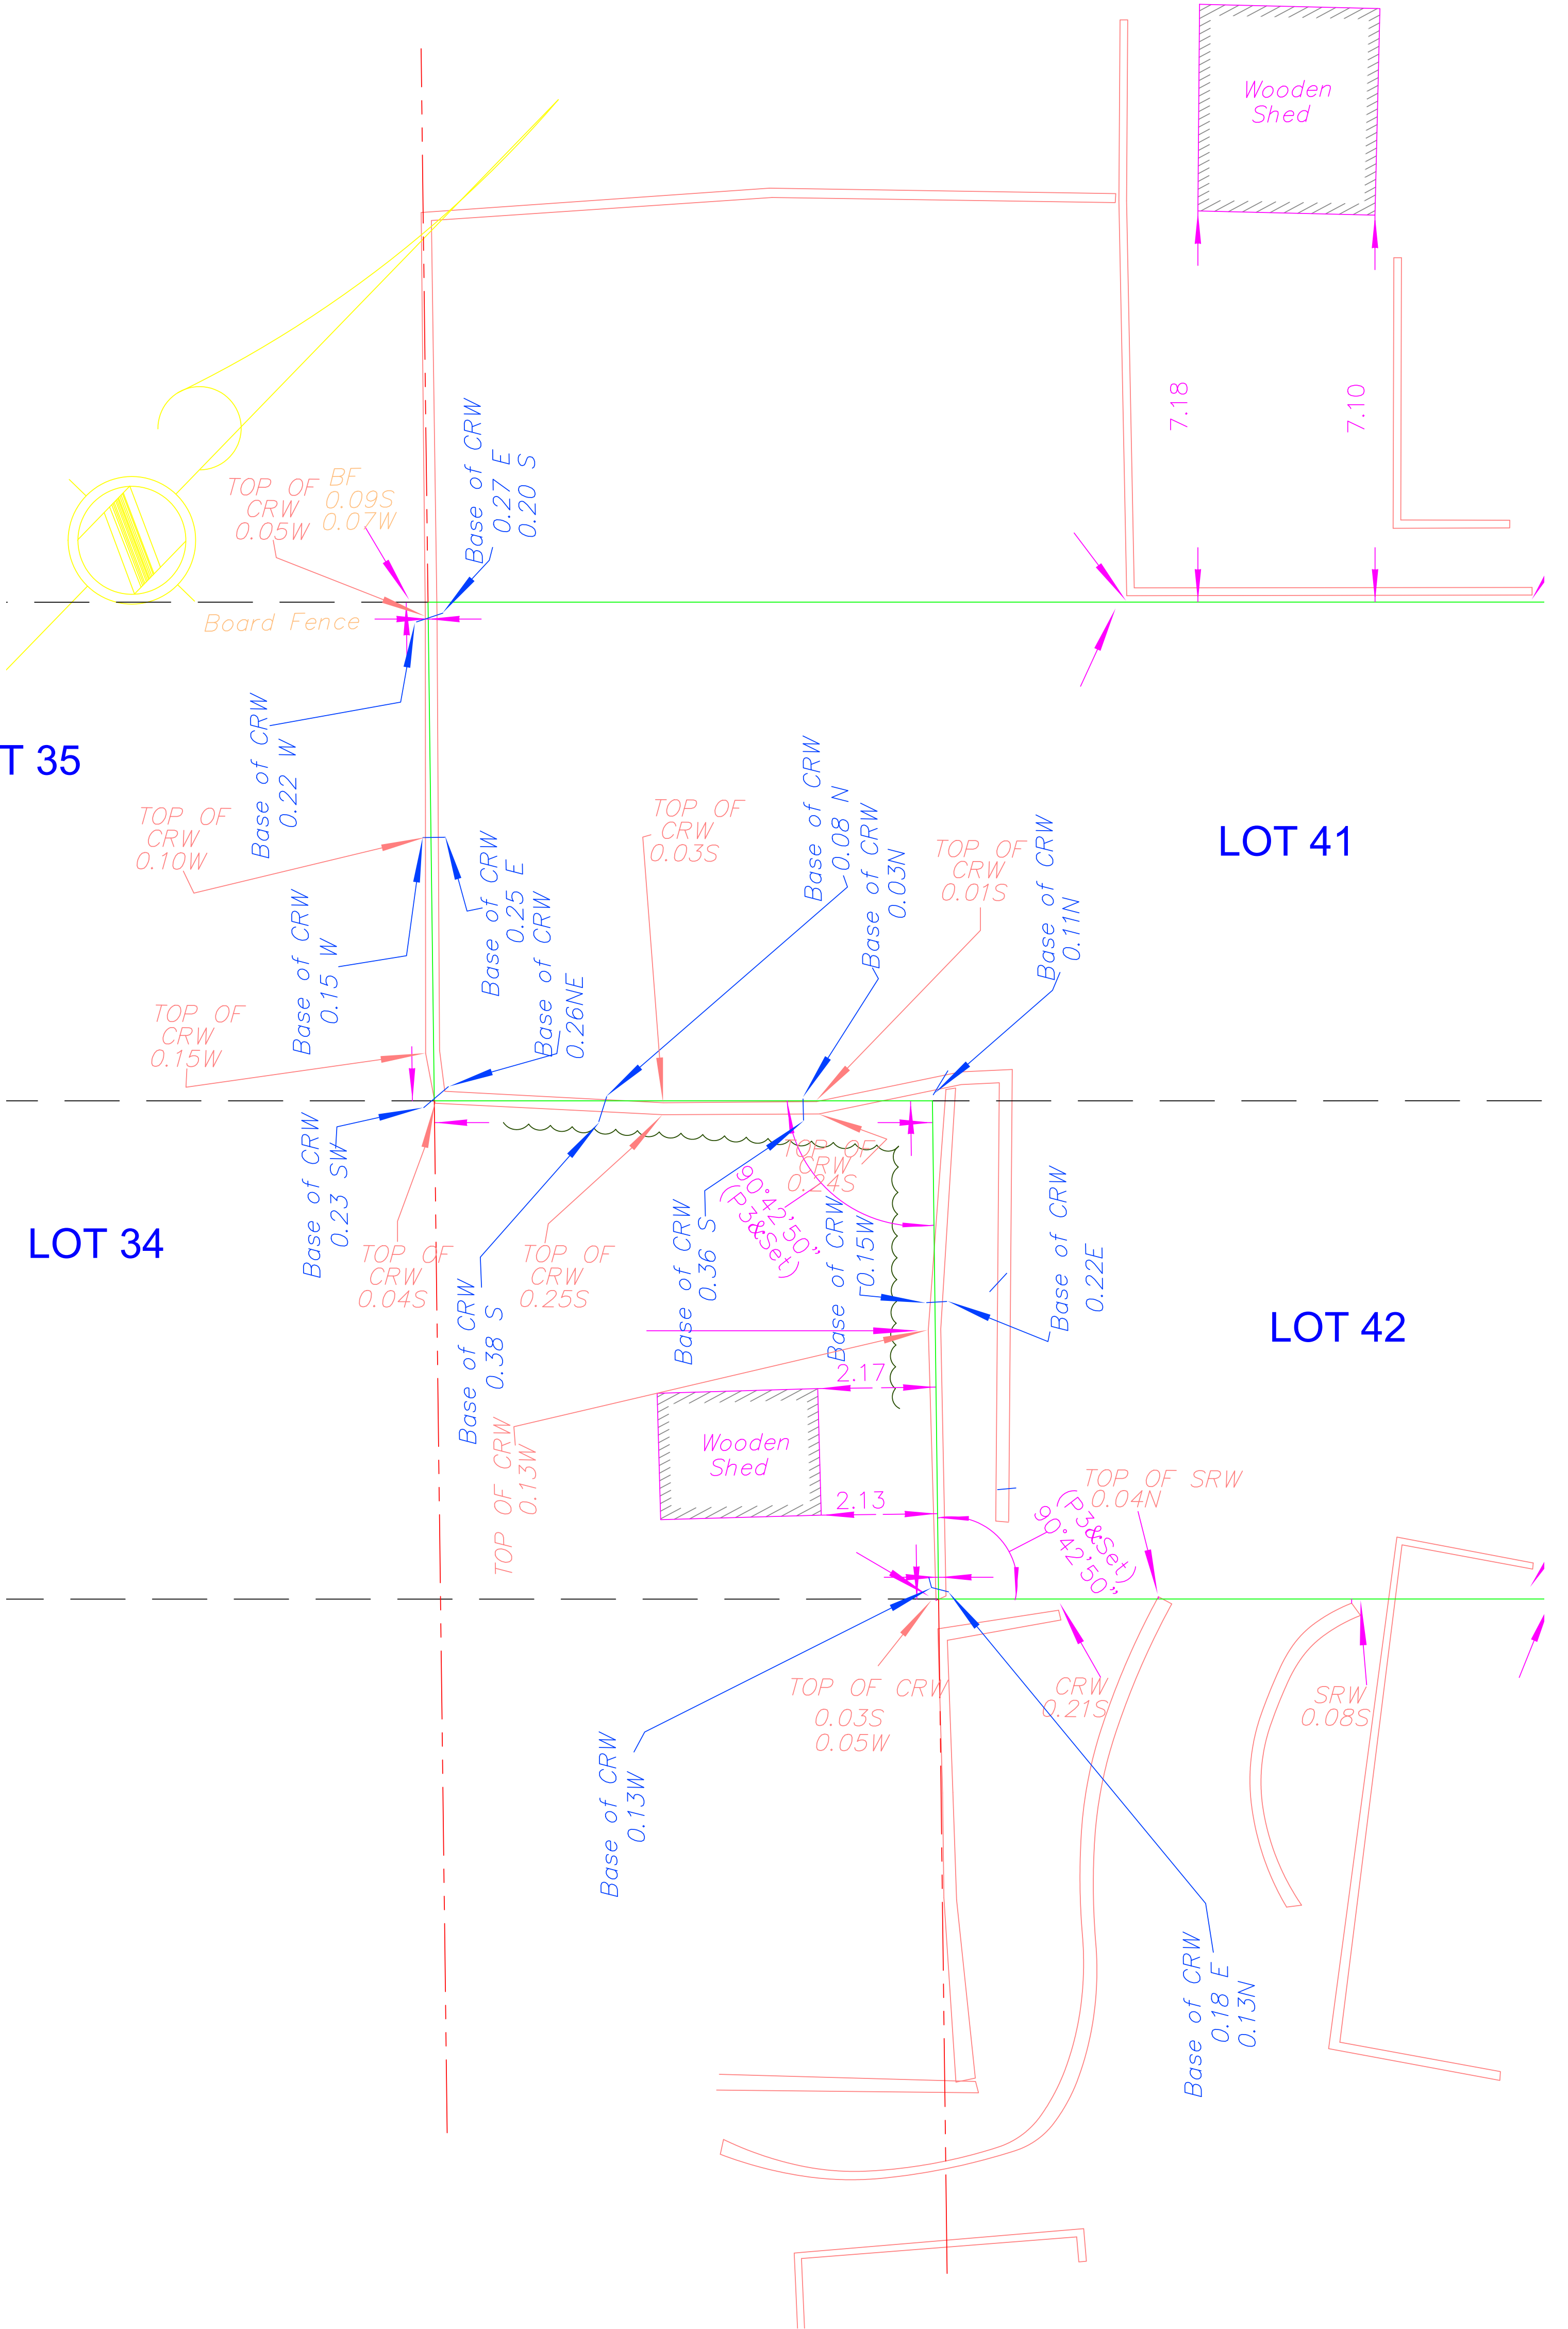 Wooden
Shed
7.18
7.10
TOP OF
CRW
0.05W
BF
0.09S
0.07W
Base of CRW
0.27 E
0.20 S
Board Fence
Base of CRW
0.22 W
T 35
TOP OF
CRW
0.10W
Base of CRW
0.15 W
Base of CRW
0.25 E
Base of CRW
0.26NE
TOP OF
CRW
0.03S
Base of CRW
0.08 N
Base of CRW
0.03N
TOP OF
CRW
0.01S
Base of CRW
0.11N
LOT 41
TOP OF
CRW
0.15W
Base of CRW
0.23 SW
LOT 34
TOP OF
CRW
0.04S
Base of CRW
0.38 S
TOP OF
CRW
0.25S
Base of CRW
0.36 S
90°42'50"
(P3&Set)
TOP OF
CRW
0.24S
Base of CRW
0.15W
Base of CRW
0.22E
LOT 42
2.17
Wooden
Shed
2.13
TOP OF CRW
0.13W
TOP OF SRW
0.04N
(P3&Set)
90°42'50"
TOP OF CRW
0.03S
0.05W
CRW
0.21S
SRW
0.08S
Base of CRW
0.13W
Base of CRW
0.18 E
0.13N